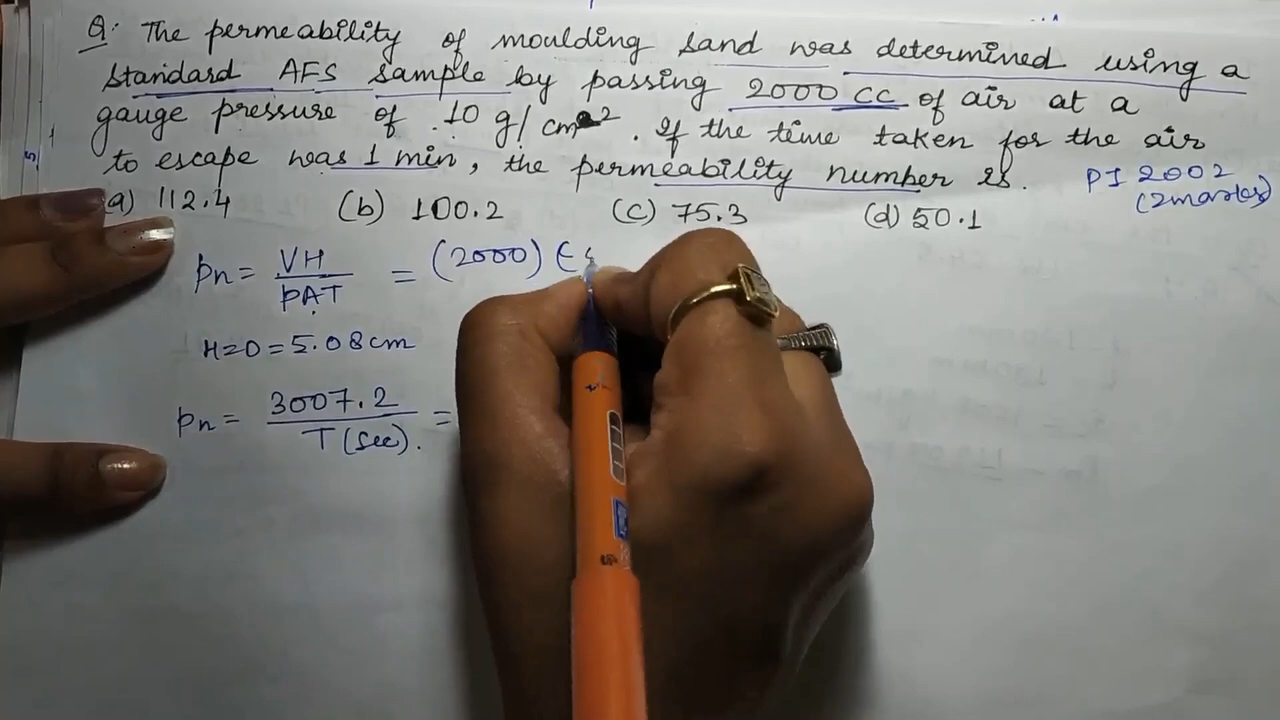 Q: The permeability of moulding sand was determined using a
standard AFS sample by passing 2000 CC of air at a
gauge pressure of 10 g/cm2. If the time taken for the air
to escape was 1 min, the permeability number is.
PI 2002
(2marks)
a) 112.4 (b) 100.2 (c) 75.3 (d) 50.1
Pn = VH/PAT = (2000) (5
H=D=5.08cm
Pn = 3007.2/T(sec). =